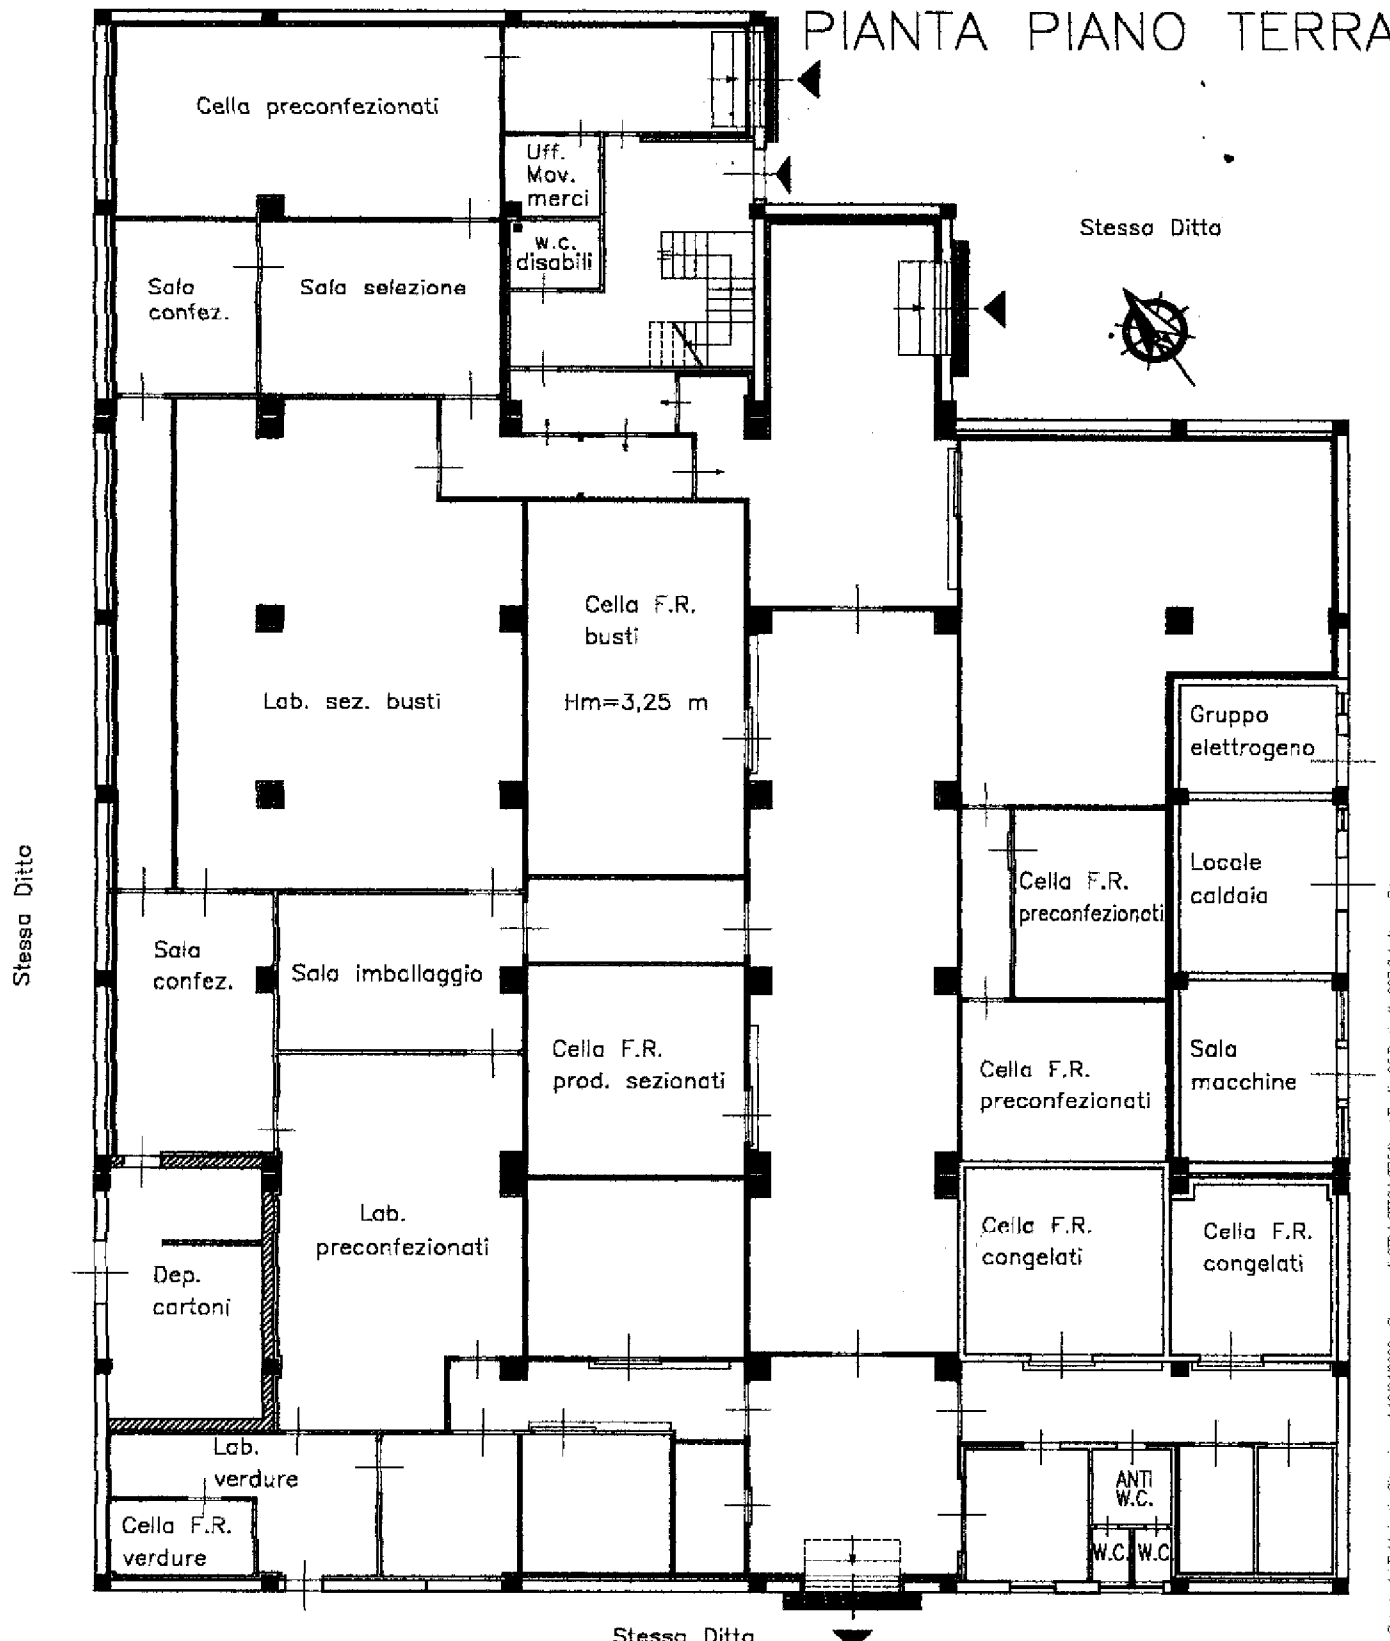 PIANTA PIANO TERRA
Cella preconfezionati
Uff.
Mov.
merci
w.c.
disabili
Stessa Ditta
Sala
confez.
Sala selezione
Cella F.R.
busti
Hm=3,25 m
Lab. sez. busti
Gruppo
elettrogeno
Stessa Ditta
Cella F.R.
preconfezionati
Locale
caldaia
Sala
confez.
Sala imballaggio
Cella F.R.
prod. sezionati
Cella F.R.
preconfezionati
Sala
macchine
Lab.
preconfezionati
Cella F.R.
congelati
Cella F.R.
congelati
Dep.
cartoni
Lab.
verdure
ANTI
W.C.
Cella F.R.
verdure
W.C.
W.C
Stessa Ditta